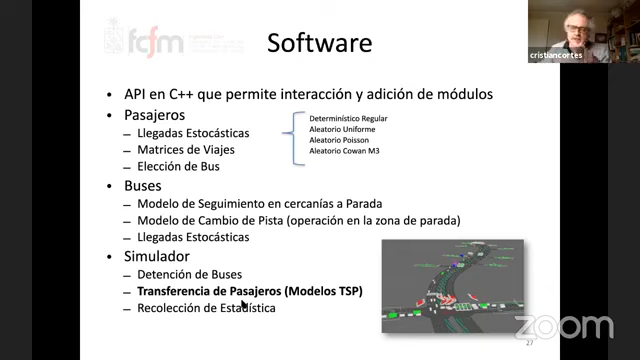 fcfm
cristiancortes
Software
• API en C++ que permite interacción y adición de módulos
• Pasajeros
– Llegadas Estocásticas
– Matrices de Viajes
– Elección de Bus
Determinístico Regular
Aleatorio Uniforme
Aleatorio Poisson
Aleatorio Cowan M3
• Buses
– Modelo de Seguimiento en cercanías a Parada
– Modelo de Cambio de Pista (operación en la zona de parada)
– Llegadas Estocásticas
• Simulador
– Detención de Buses
– Transferencia de Pasajeros (Modelos TSP)
– Recolección de Estadística
zoom
27